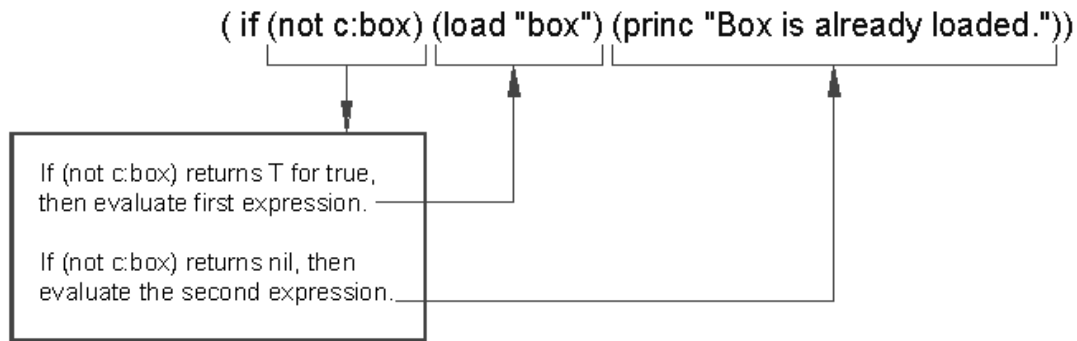 ( if (not c:box) (load "box") (princ "Box is already loaded."))
If (not c:box) returns T for true,
then evaluate first expression.
If (not c:box) returns nil, then
evaluate the second expression.